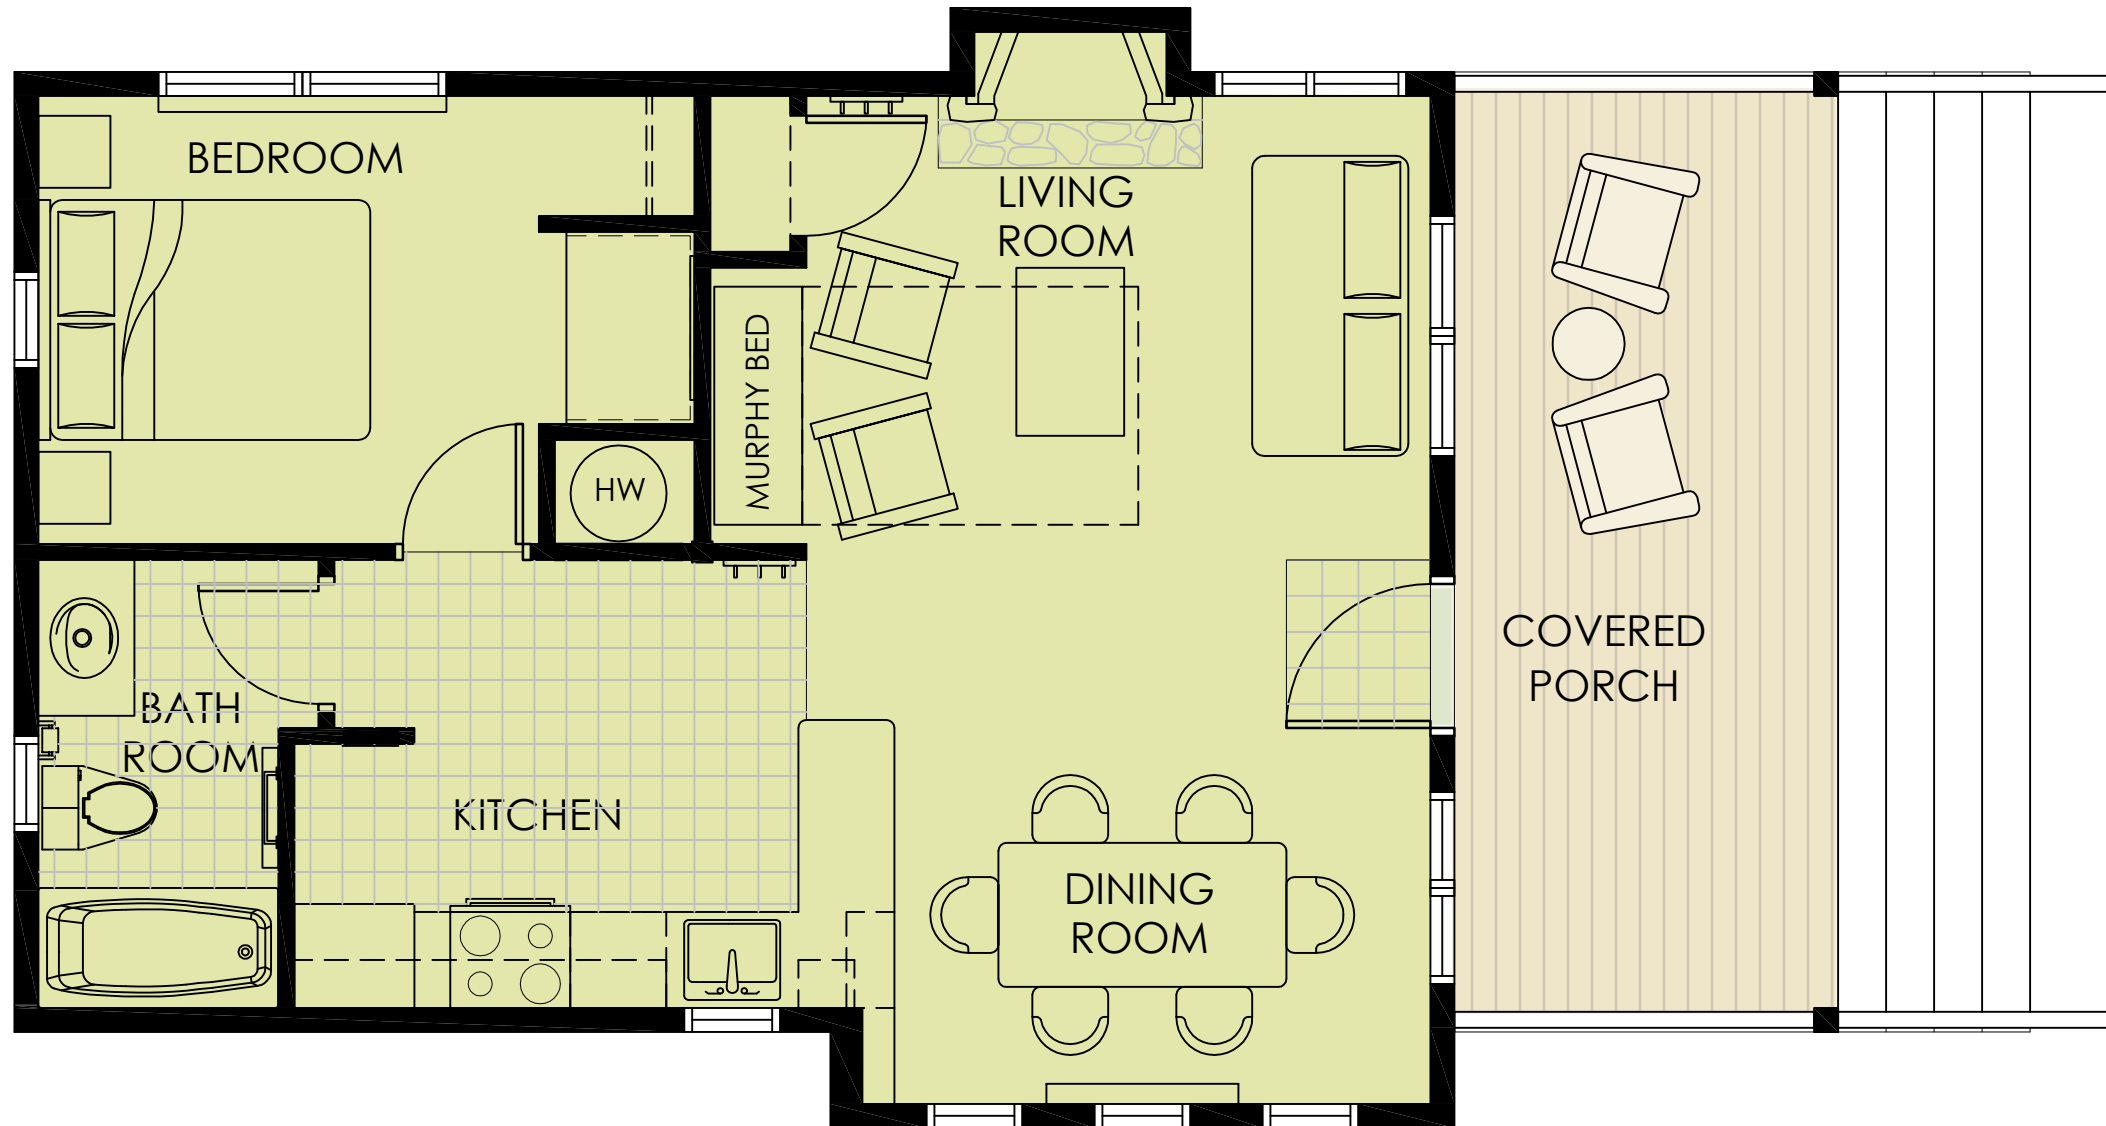 BEDROOM
LIVING
ROOM
MURPHY BED
HW
COVERED
PORCH
BATH
ROOM
KITCHEN
DINING
ROOM